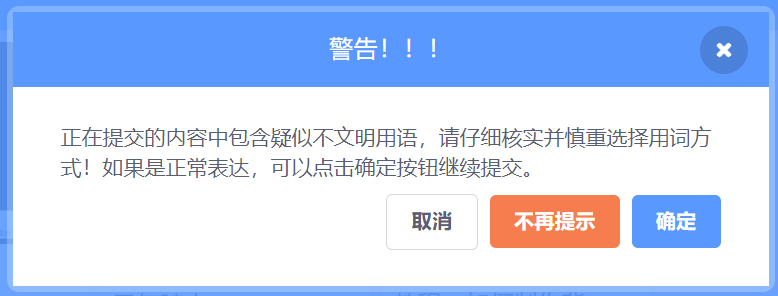 警告！！！
正在提交的内容中包含疑似不文明用语，请仔细核实并慎重选择用词方
式！如果是正常表达，可以点击确定按钮继续提交。
取消 不再提示 确定